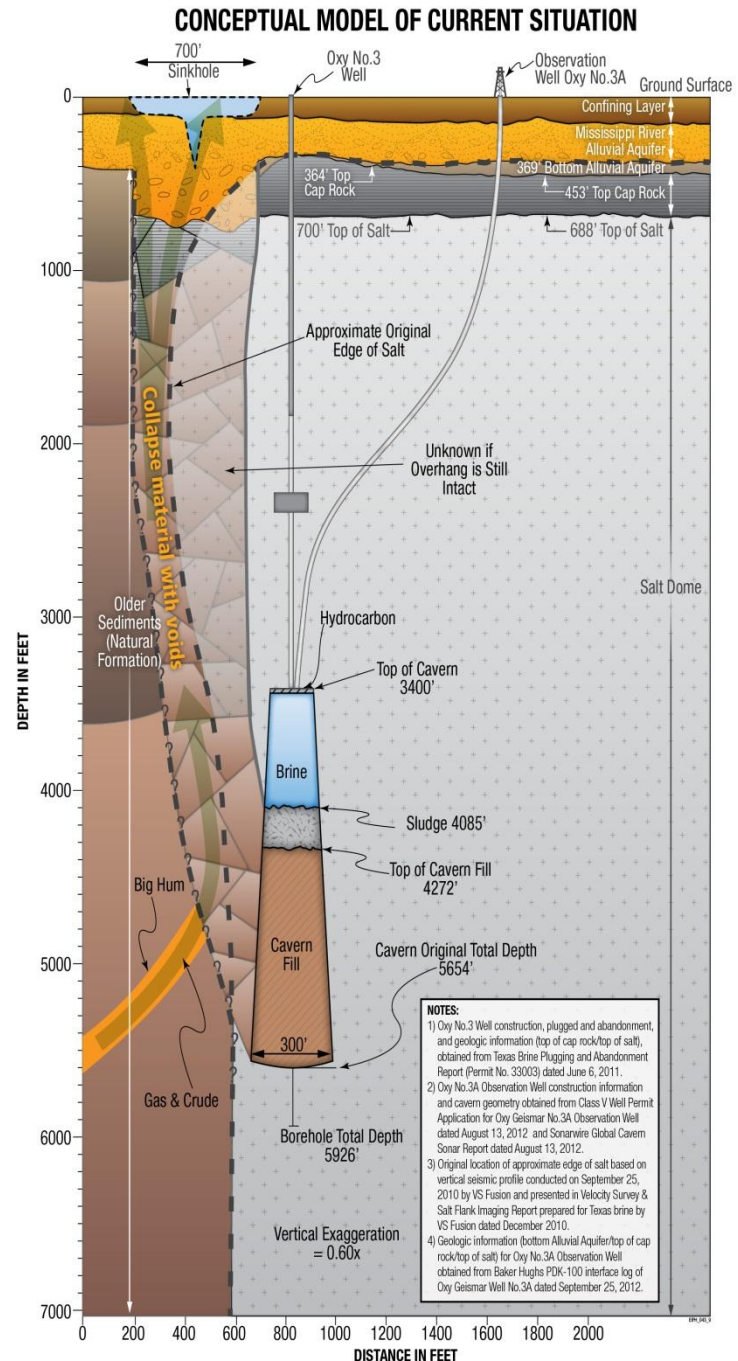 CONCEPTUAL MODEL OF CURRENT SITUATION
700'
Sinkhole
Oxy No.3
Well
Observation
Well Oxy No.3A
Ground Surface
0
Confining Layer
Mississippi River
Alluvial Aquifer
369' Bottom Alluvial Aquifer
364' Top
Cap Rock
453' Top Cap Rock
700' Top of Salt
688' Top of Salt
1000
Approximate Original
Edge of Salt
Collapse material with voids
2000
Unknown if
Overhang is Still
Intact
3000
Older
Sediments
(Natural
Formation)
Salt Dome
Hydrocarbon
Top of Cavern
3400'
DEPTH IN FEET
Brine
4000
Sludge 4085'
Top of Cavern Fill
4272'
Big Hum
Cavern
Fill
Cavern Original Total Depth
5654'
5000
300'
Gas & Crude
Borehole Total Depth
5926'
6000
Vertical Exaggeration
= 0.60x
7000
NOTES:
1) Oxy No.3 Well construction, plugged and abandonment,
and geologic information (top of cap rock/top of salt),
obtained from Texas Brine Plugging and Abandonment
Report (Permit No. 33003) dated June 6, 2011.
2) Oxy No.3A Observation Well construction information
and cavern geometry obtained from Class V Well Permit
Application for Oxy Geismar No.3A Observation Well
dated August 13, 2012 and Sonarwire Global Cavern
Sonar Report dated August 13, 2012.
3) Original location of approximate edge of salt based on
vertical seismic profile conducted on September 25,
2010 by VS Fusion and presented in Velocity Survey &
Salt Flank Imaging Report prepared for Texas brine by
VS Fusion dated December 2010.
4) Geologic information (bottom Alluvial Aquifer/top of cap
rock/top of salt) for Oxy No.3A Observation Well
obtained from Baker Hughs PDK-100 interface log of
Oxy Geismar Well No.3A dated September 25, 2012.
0 200 400 600 800 1000 1200 1400 1600 1800 2000
DISTANCE IN FEET